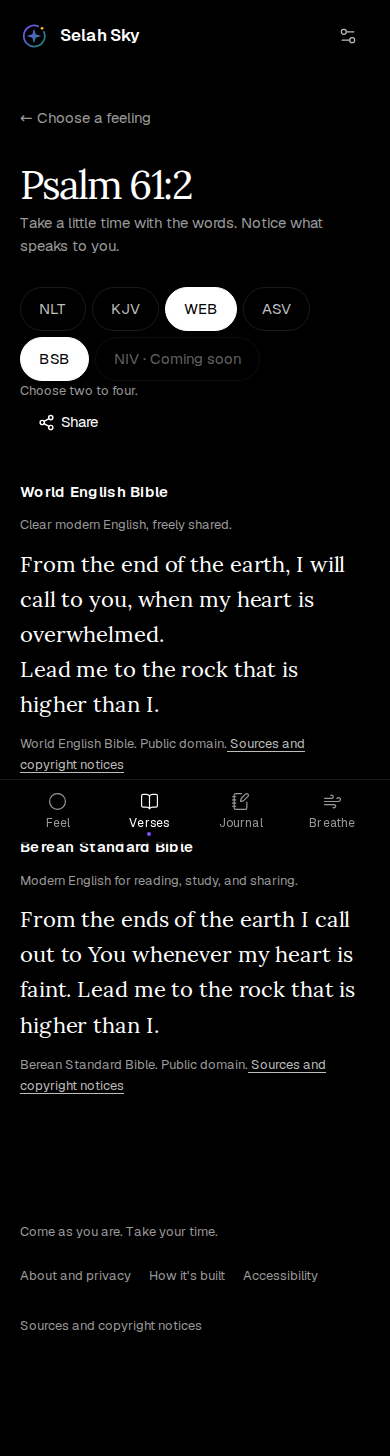 Selah Sky
← Choose a feeling
Psalm 61:2
Take a little time with the words. Notice what
speaks to you.
NLT KJV WEB ASV
BSB NIV · Coming soon
Choose two to four.
Share
World English Bible
Clear modern English, freely shared.
From the end of the earth, I will
call to you, when my heart is
overwhelmed.
Lead me to the rock that is
higher than I.
World English Bible. Public domain. Sources and
copyright notices
Feel Verses Journal Breathe
Berean Standard Bible
Modern English for reading, study, and sharing.
From the ends of the earth I call
out to You whenever my heart is
faint. Lead me to the rock that is
higher than I.
Berean Standard Bible. Public domain. Sources and
copyright notices
Come as you are. Take your time.
About and privacy How it's built Accessibility
Sources and copyright notices